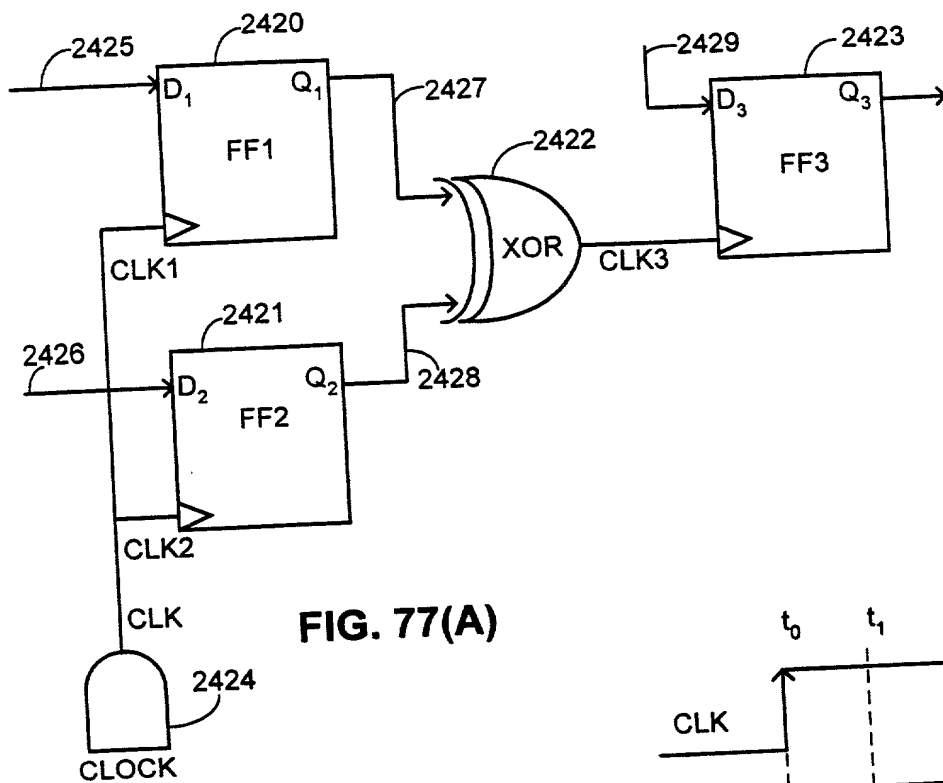 2425
2420
D1
Q1
FF1
2427
CLK1
2426
2421
D2
Q2
FF2
2428
CLK2
CLK
2424
CLOCK
2422
XOR
CLK3
2429
2423
D3
Q3
FF3
FIG. 77(A)
t0
t1
CLK